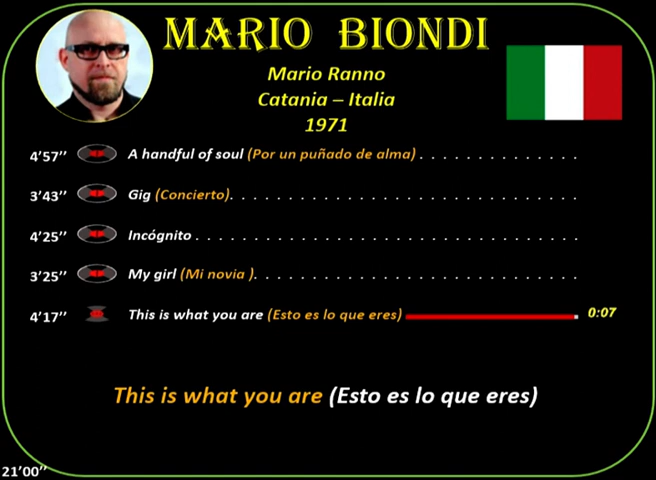 MARIO BIONDI
Mario Ranno
Catania – Italia
1971
4’57’’ A handful of soul (Por un puñado de alma) . . . . . . . . . . . . . .
3’43’’ Gig (Concierto). . . . . . . . . . . . . . . . . . . . . . . . . . . . . .
4’25’’ Incógnito . . . . . . . . . . . . . . . . . . . . . . . . . . . . . . . . .
3’25’’ My girl (Mi novia ). . . . . . . . . . . . . . . . . . . . . . . . . . . .
4’17’’ This is what you are (Esto es lo que eres) 0:07
This is what you are (Esto es lo que eres)
21’00’’